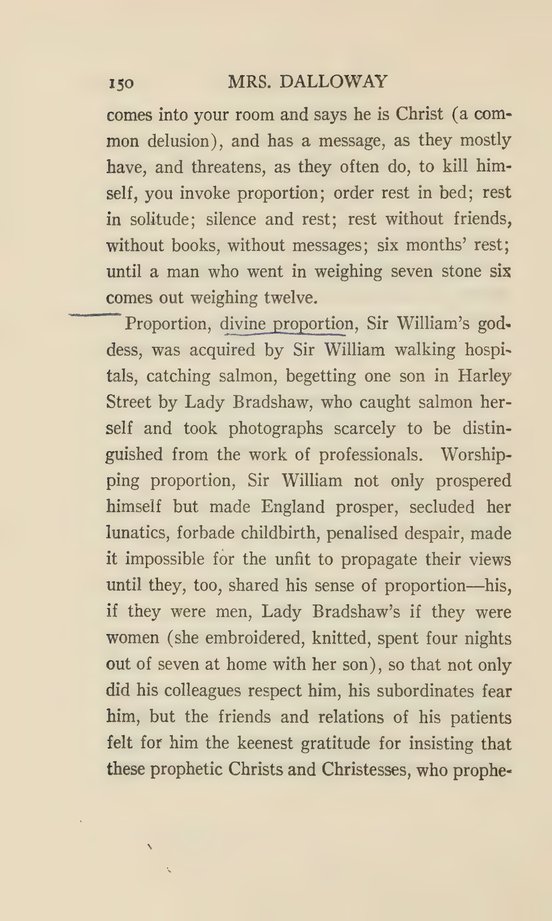 150 MRS. DALLOWAY
comes into your room and says he is Christ (a com-
mon delusion), and has a message, as they mostly
have, and threatens, as they often do, to kill him-
self, you invoke proportion; order rest in bed; rest
in solitude; silence and rest; rest without friends,
without books, without messages; six months' rest;
until a man who went in weighing seven stone six
comes out weighing twelve.
Proportion, divine proportion, Sir William's god-
dess, was acquired by Sir William walking hospi-
tals, catching salmon, begetting one son in Harley
Street by Lady Bradshaw, who caught salmon her-
self and took photographs scarcely to be distin-
guished from the work of professionals. Worship-
ping proportion, Sir William not only prospered
himself but made England prosper, secluded her
lunatics, forbade childbirth, penalised despair, made
it impossible for the unfit to propagate their views
until they, too, shared his sense of proportion—his,
if they were men, Lady Bradshaw's if they were
women (she embroidered, knitted, spent four nights
out of seven at home with her son), so that not only
did his colleagues respect him, his subordinates fear
him, but the friends and relations of his patients
felt for him the keenest gratitude for insisting that
these prophetic Christs and Christesses, who prophe-